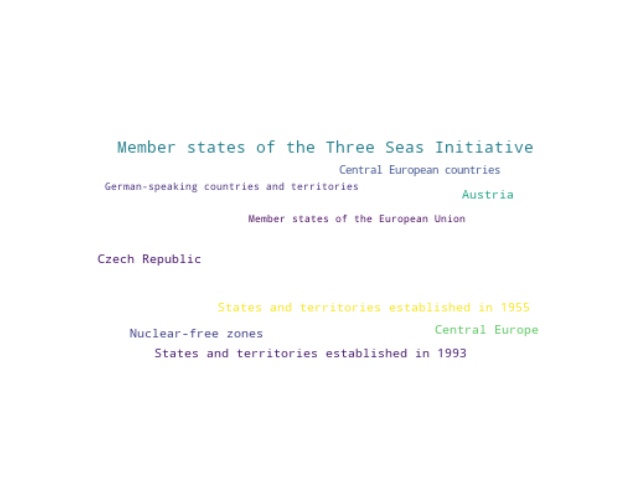 Member states of the Three Seas Initiative
Central European countries
German-speaking countries and territories
Austria
Member states of the European Union
Czech Republic
States and territories established in 1955
Central Europe
Nuclear-free zones
States and territories established in 1993